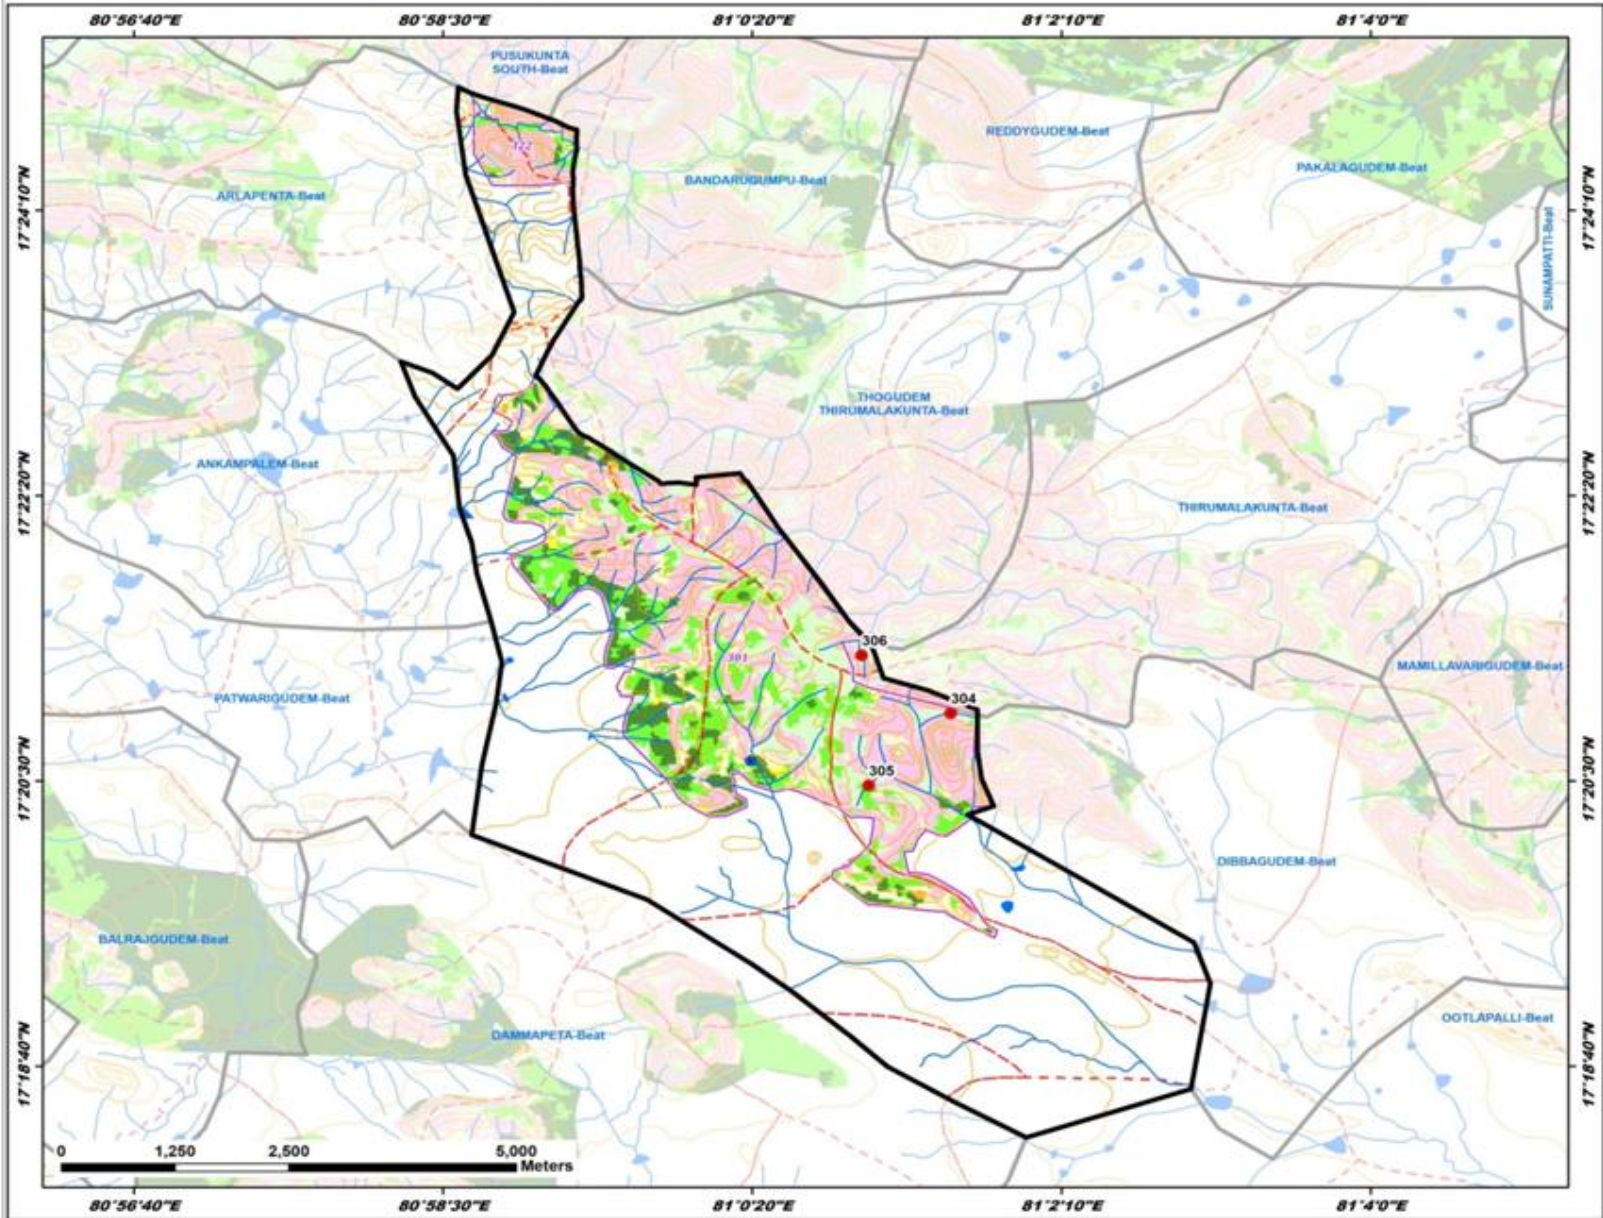 80°56'40"E 80°58'30"E 81°0'20"E 81°2'10"E 81°4'0"E
PUSUKUNTA
SOUTH-Beat
REDDYGUDEM-Beat
122
PAKALAGUDEM-Beat
BANDARUGUMPU-Beat
ARLAPENTA-Beat
17°24'10"N
17°24'10"N
SUNAMPATTI-Beat
THOGUDEM
THIRUMALAKUNTA-Beat
ANKAMPALEM-Beat
17°22'20"N
17°22'20"N
THIRUMALAKUNTA-Beat
306
301
MAMILLAVARIGUDEM-Beat
PATWARIGUDEM-Beat
304
305
17°20'30"N
17°20'30"N
DIBBAGUDEM-Beat
BALRAJGUDEM-Beat
OOTLAPALLI-Beat
DAMMAPETA-Beat
17°18'40"N
17°18'40"N
0 1,250 2,500 5,000
Meters
80°56'40"E 80°58'30"E 81°0'20"E 81°2'10"E 81°4'0"E